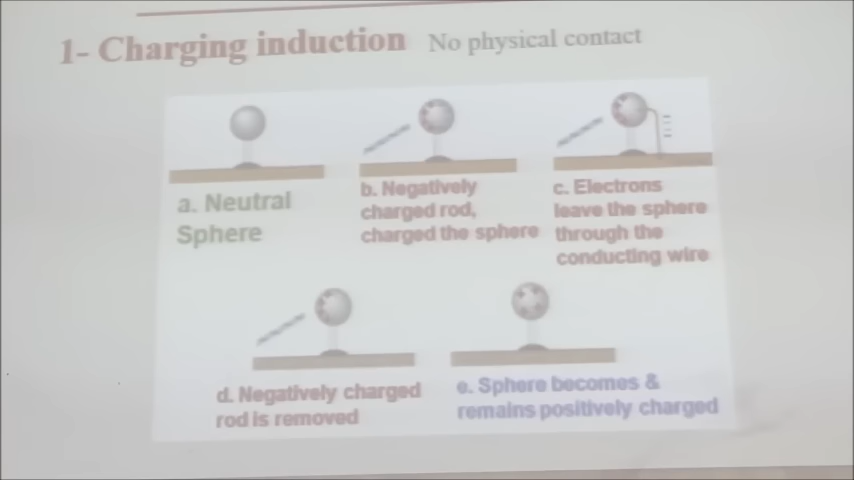 1- Charging induction No physical contact
a. Neutral
Sphere
b. Negatively
charged rod,
charged the sphere
c. Electrons
leave the sphere
through the
conducting wire
d. Negatively charged
rod is removed
e. Sphere becomes &
remains positively charged